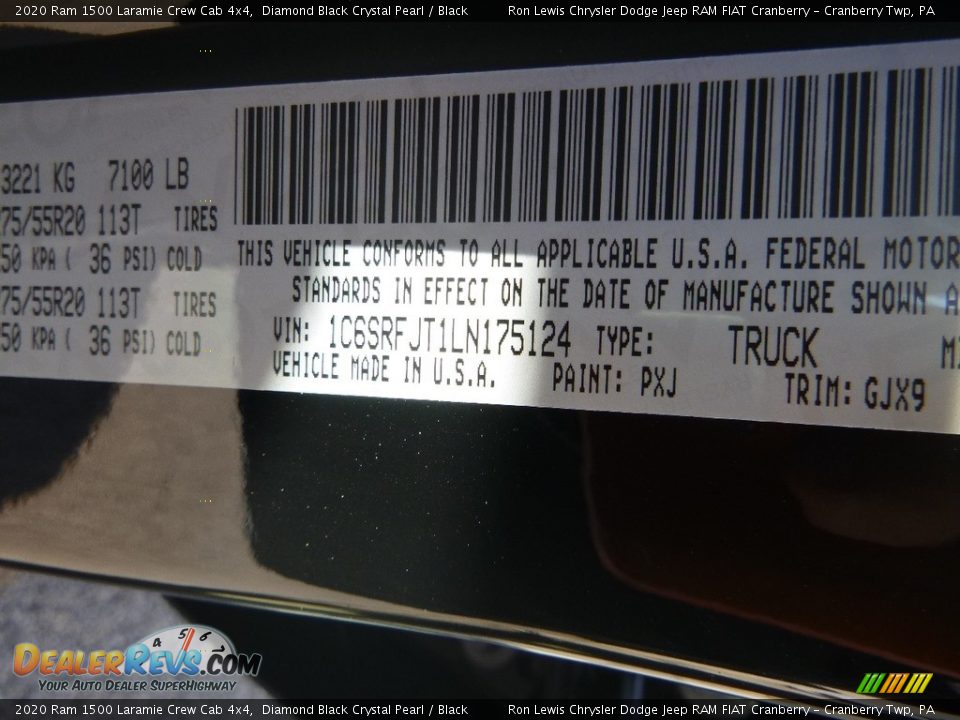 2020 Ram 1500 Laramie Crew Cab 4x4, Diamond Black Crystal Pearl / Black Ron Lewis Chrysler Dodge Jeep RAM FIAT Cranberry – Cranberry Twp, PA
3221 KG 7100 LB
75/55R20 113T TIRES
50 KPA ( 36 PSI) COLD
75/55R20 113T TIRES
50 KPA ( 36 PSI) COLD
THIS VEHICLE CONFORMS TO ALL APPLICABLE U.S.A. FEDERAL MOTOR
STANDARDS IN EFFECT ON THE DATE OF MANUFACTURE SHOWN A
VIN: 1C6SRFJT1LN175124 TYPE: TRUCK
VEHICLE MADE IN U.S.A. PAINT: PXJ TRIM: GJX9
4 5 6
DEALERREVS.COM
YOUR AUTO DEALER SUPERHIGHWAY
2020 Ram 1500 Laramie Crew Cab 4x4, Diamond Black Crystal Pearl / Black Ron Lewis Chrysler Dodge Jeep RAM FIAT Cranberry – Cranberry Twp, PA